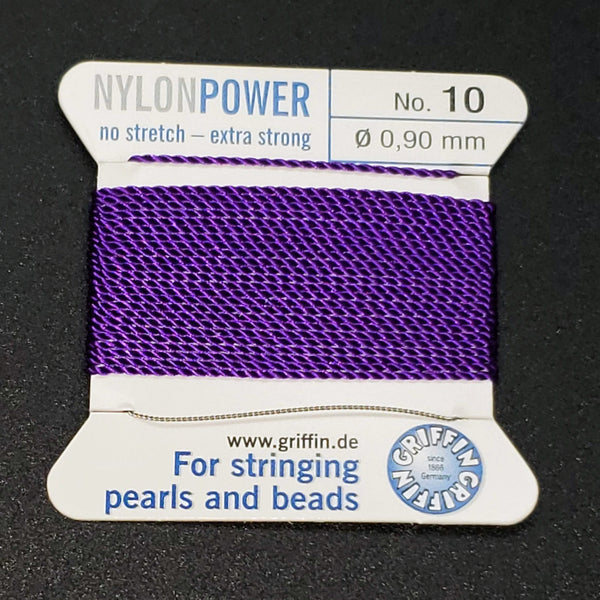 NYLONPOWER
no stretch – extra strong
No. 10
Ø 0,90 mm
www.griffin.de
For stringing
pearls and beads
GRIFFIN GRIFFIN
since
1866
Germany